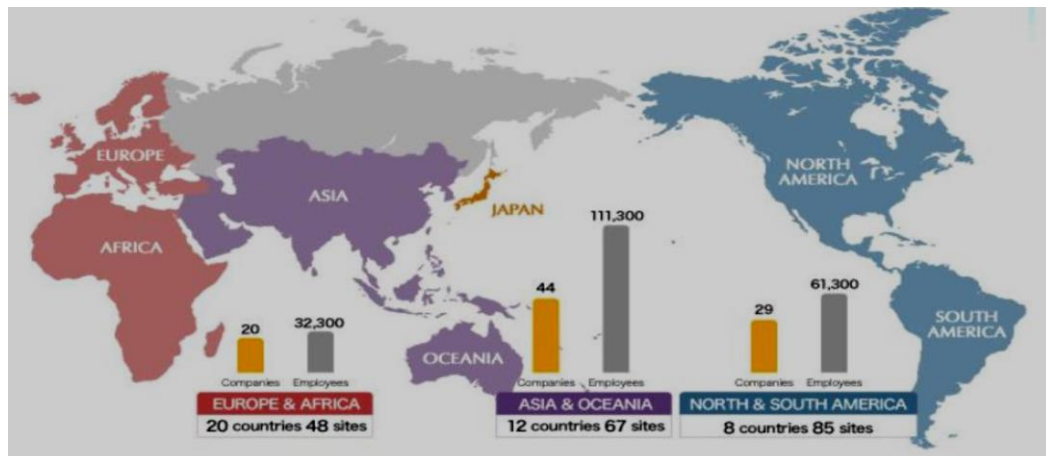 EUROPE
AFRICA
ASIA
JAPAN
OCEANIA
NORTH
AMERICA
SOUTH
AMERICA
20
32,300
Companies Employees
EUROPE & AFRICA
20 countries 48 sites
44
111,300
Companies Employees
ASIA & OCEANIA
12 countries 67 sites
29
61,300
Companies Employees
NORTH & SOUTH AMERICA
8 countries 85 sites